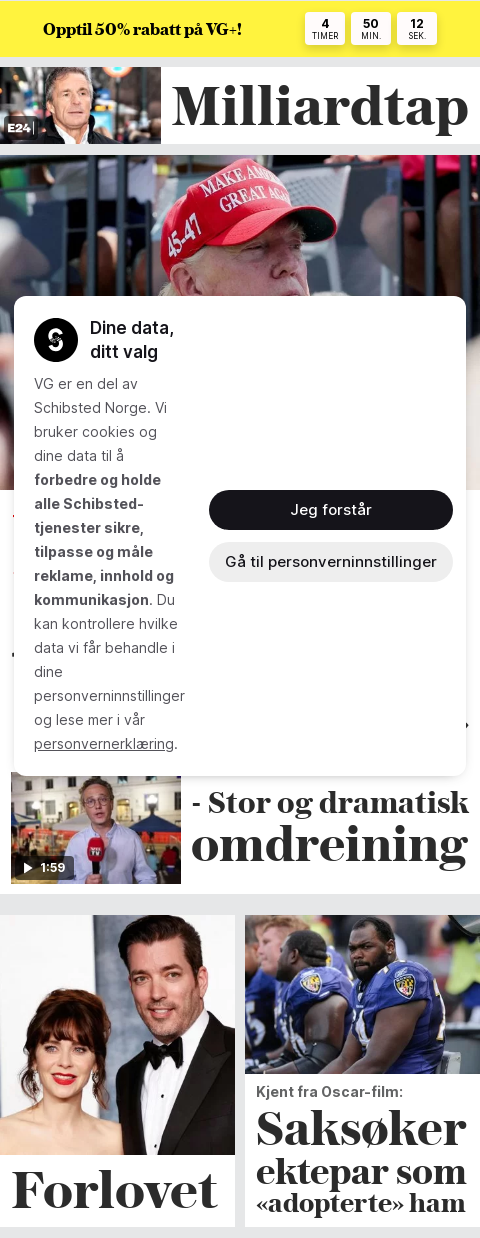 Opptil 50% rabatt på VG+!
4 50 12
TIMER MIN. SEK.
E24
Milliardtap
MAKE AMERICA
GREAT AGAIN
45-47
Dine data,
ditt valg
VG er en del av
Schibsted Norge. Vi
bruker cookies og
dine data til å
forbedre og holde
alle Schibsted-
tjenester sikre,
tilpasse og måle
reklame, innhold og
kommunikasjon. Du
kan kontrollere hvilke
data vi får behandle i
dine
personverninnstillinger
og lese mer i vår
personvernerklæring.
Jeg forstår
Gå til personverninnstillinger
1:59
- Stor og dramatisk
omdreining
Forlovet
Kjent fra Oscar-film:
Saksøker
ektepar som
«adopterte» ham